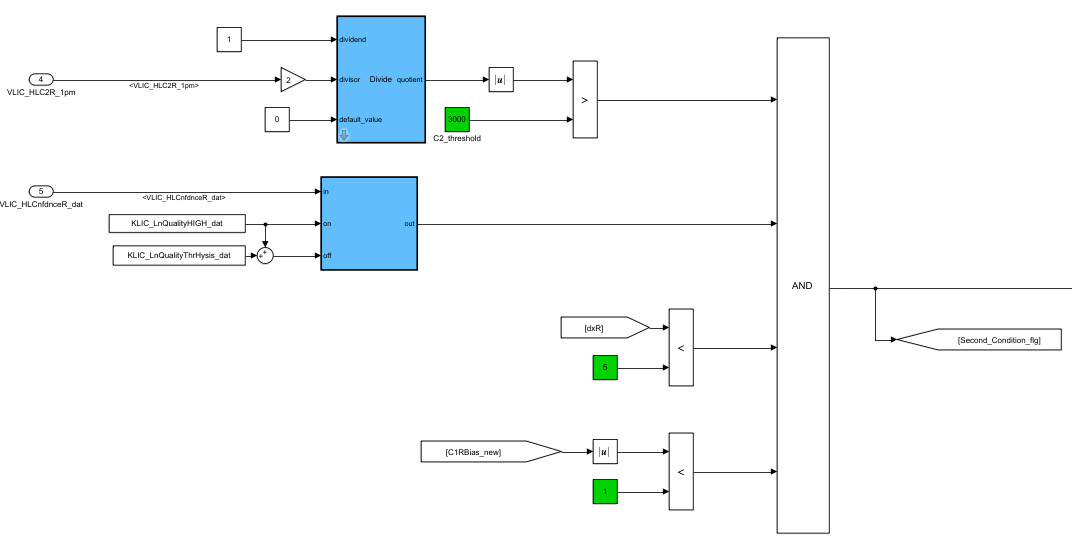 1
dividend
4
VLIC_HLC2R_1pm
<VLIC_HLC2R_1pm>
2
divisor
Divide
quotient
|u|
>
0
default_value
3000
C2_threshold
5
VLIC_HLCnfdnceR_dat
<VLIC_HLCnfdnceR_dat>
in
KLIC_LnQualityHIGH_dat
on
out
KLIC_LnQualityThrHysis_dat
+
+
off
AND
[dxR]
<
5
[Second_Condition_flg]
[C1RBias_new]
|u|
<
1